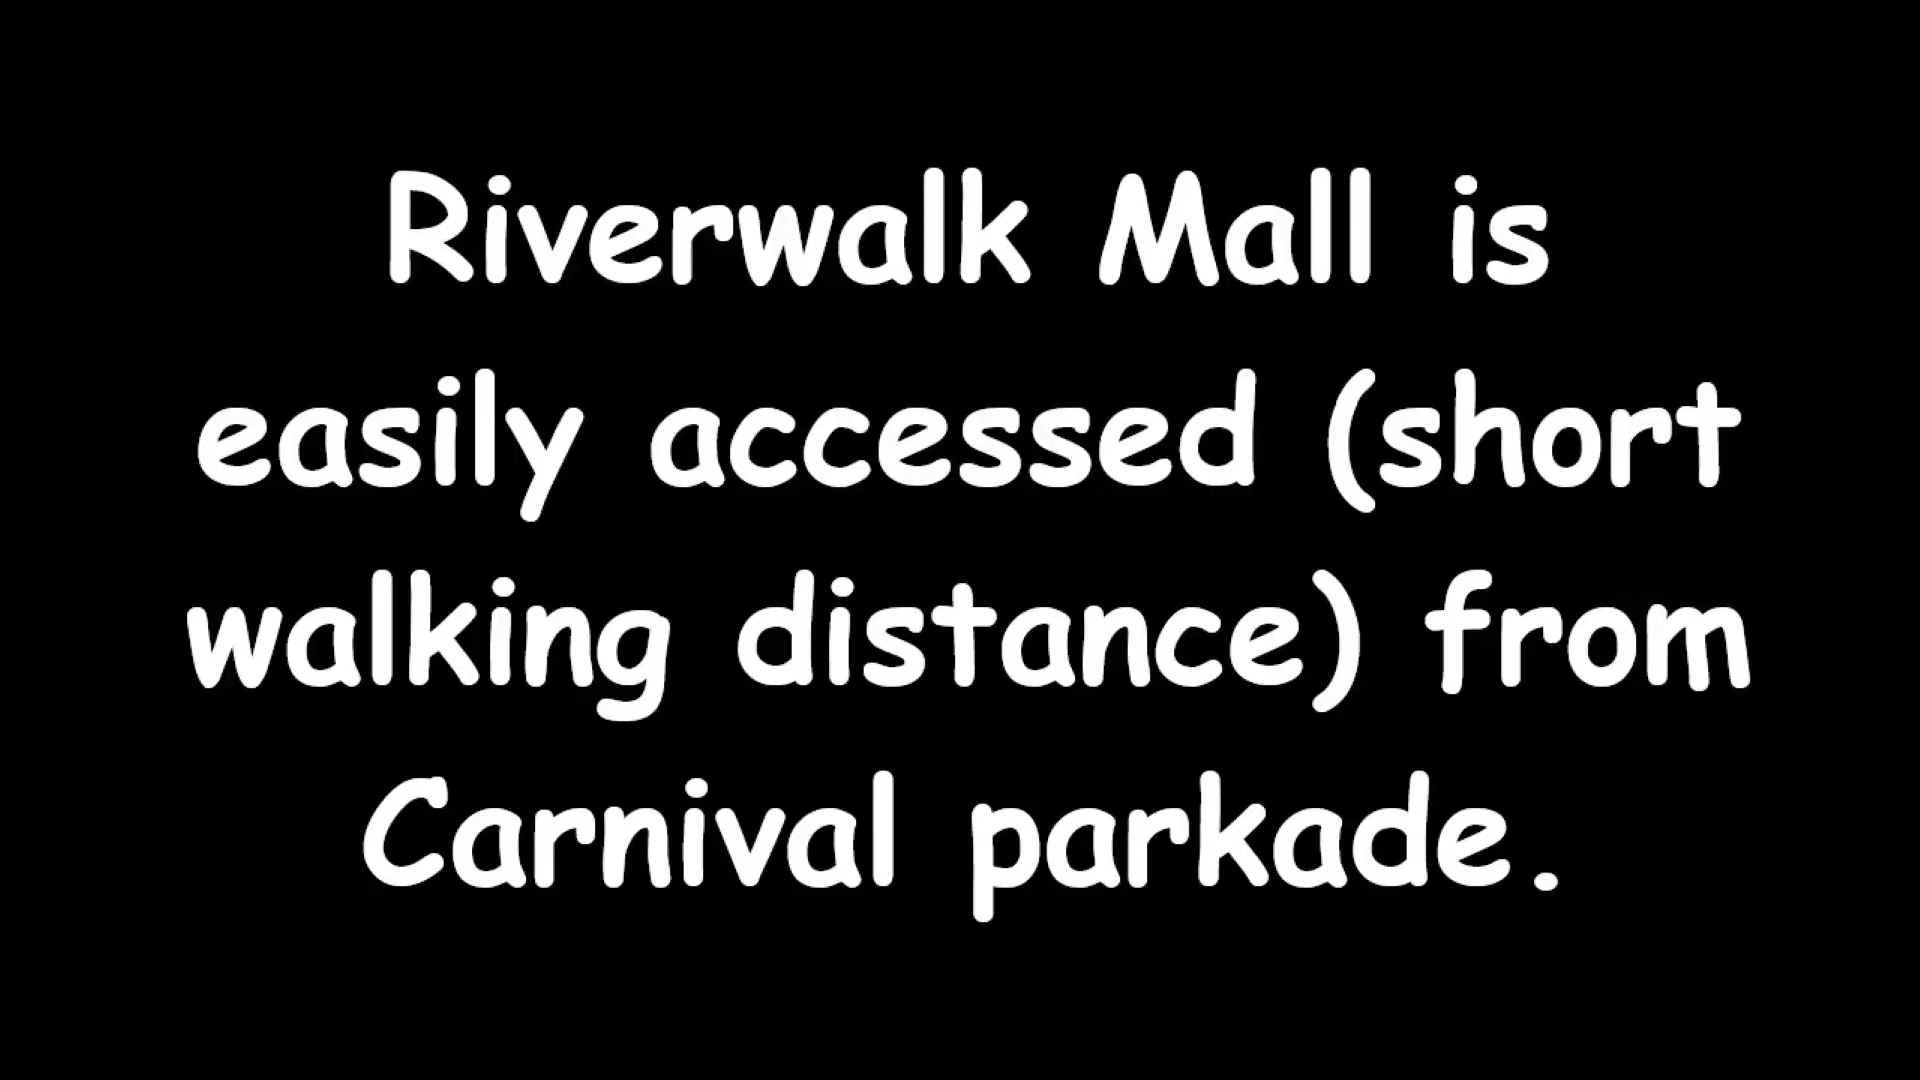 Riverwalk Mall is
easily accessed (short
walking distance) from
Carnival parkade.